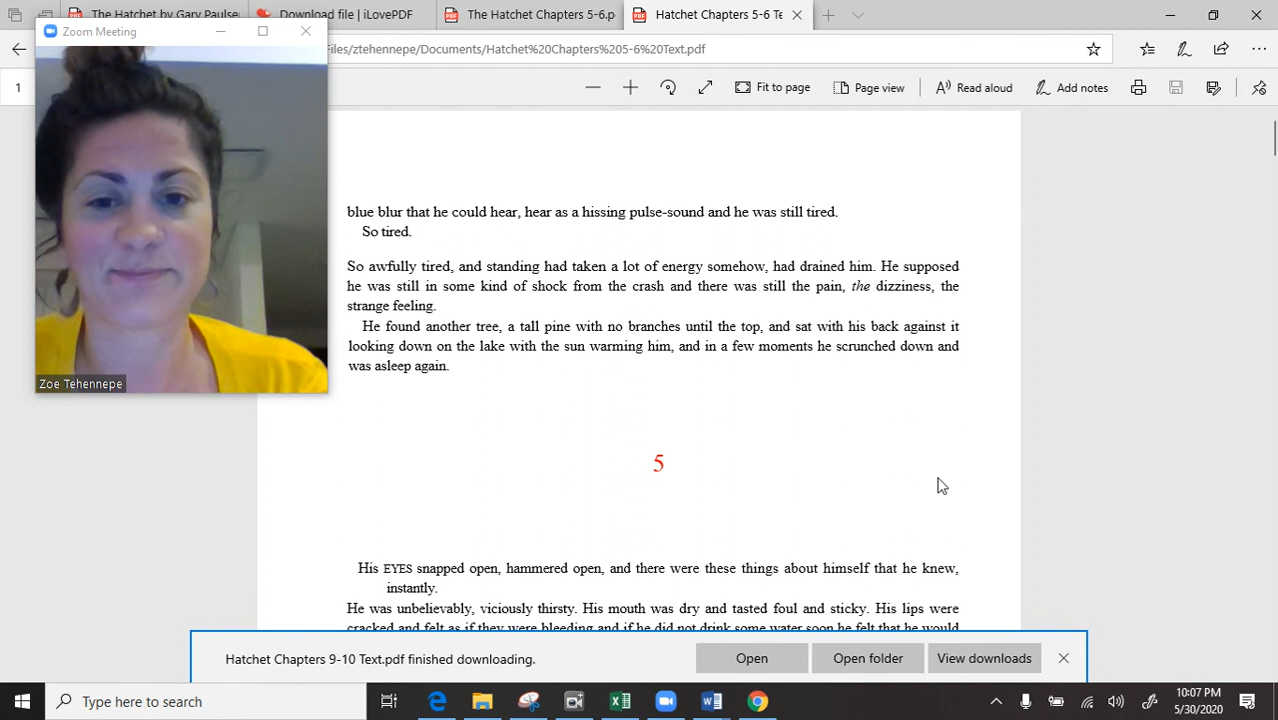 The Hatchet by Gary Pauls
Download file | iLovePDF
The Hatchet Chapters 5-6.p
Hatchet Chapters 5-6 Te
Zoom Meeting
Files/ztehennepe/Documents/Hatchet%20Chapters%205-6%20Text.pdf
1
Fit to page
Page view
Read aloud
Add notes
blue blur that he could hear, hear as a hissing pulse-sound and he was still tired.
So tired.
So awfully tired, and standing had taken a lot of energy somehow, had drained him. He supposed
he was still in some kind of shock from the crash and there was still the pain, the dizziness, the
strange feeling.
He found another tree, a tall pine with no branches until the top, and sat with his back against it
looking down on the lake with the sun warming him, and in a few moments he scrunched down and
was asleep again.
Zoe Tehennepe
5
His EYES snapped open, hammered open, and there were these things about himself that he knew,
instantly.
He was unbelievably, viciously thirsty. His mouth was dry and tasted foul and sticky. His lips were
cracked and felt as if they were bleeding and if he did not drink some water soon he felt that he would
Hatchet Chapters 9-10 Text.pdf finished downloading.
Open
Open folder
View downloads
Type here to search
10:07 PM
5/30/2020